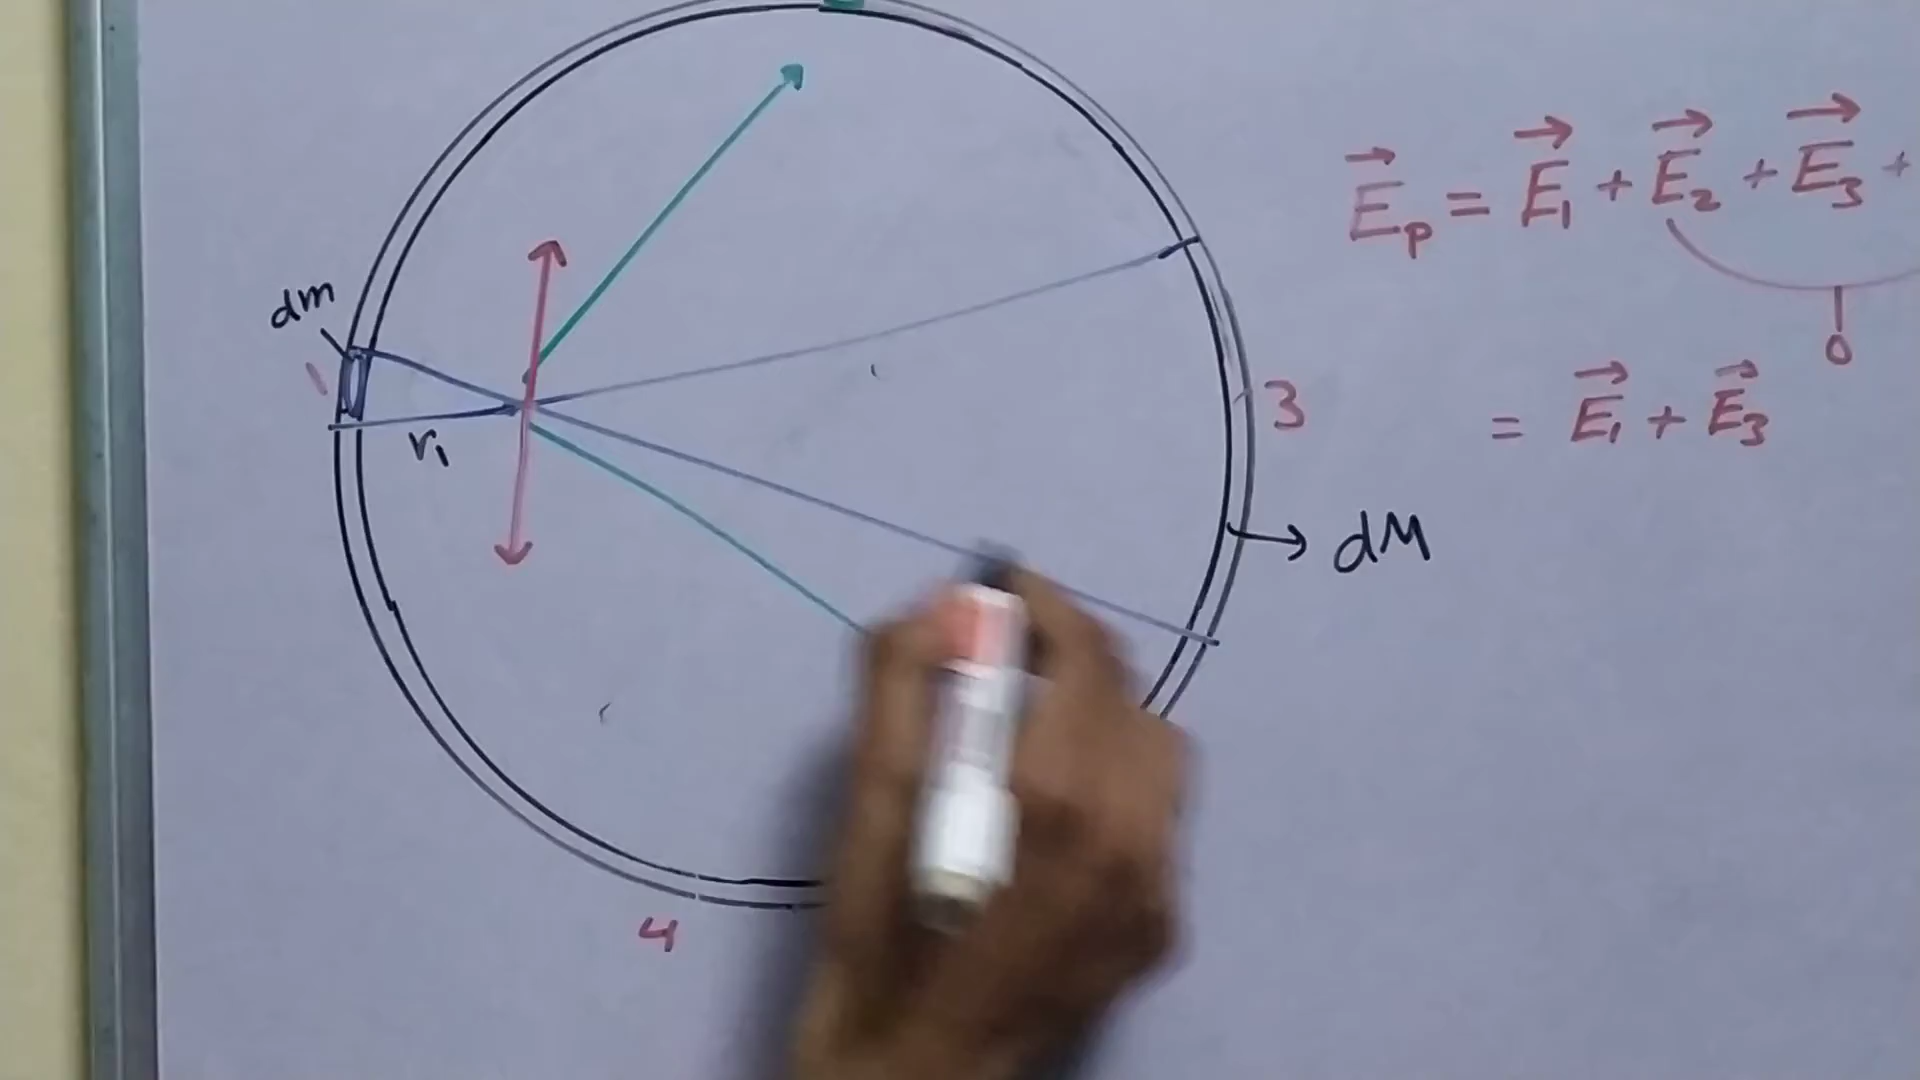 dm
1
r₁
4
3
dM
E⃗ₚ = E⃗₁ + E⃗₂ + E⃗₃ +
0
= E⃗₁ + E⃗₃